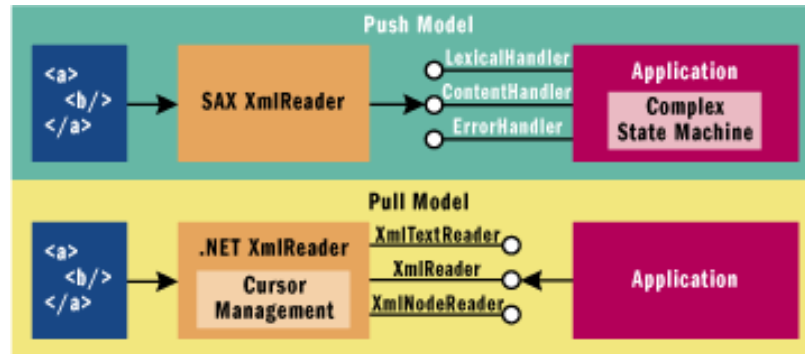 Push Model
<a>
<b/>
</a>
SAX XmlReader
LexicalHandler
ContentHandler
ErrorHandler
Application
Complex
State Machine
Pull Model
<a>
<b/>
</a>
.NET XmlReader
Cursor
Management
XmlTextReader
XmlReader
XmlNodeReader
Application